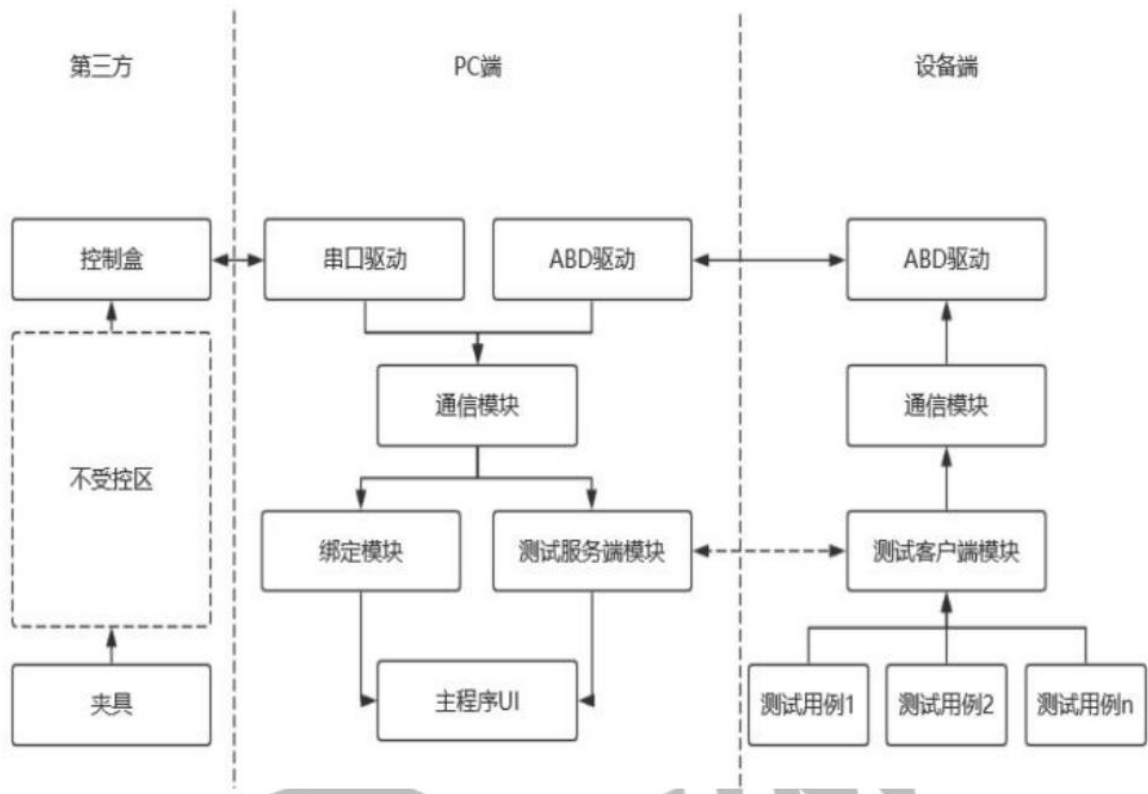 第三方
PC端
设备端
控制盒
串口驱动
ABD驱动
ABD驱动
通信模块
通信模块
不受控区
绑定模块
测试服务端模块
测试客户端模块
夹具
主程序UI
测试用例1
测试用例2
测试用例n